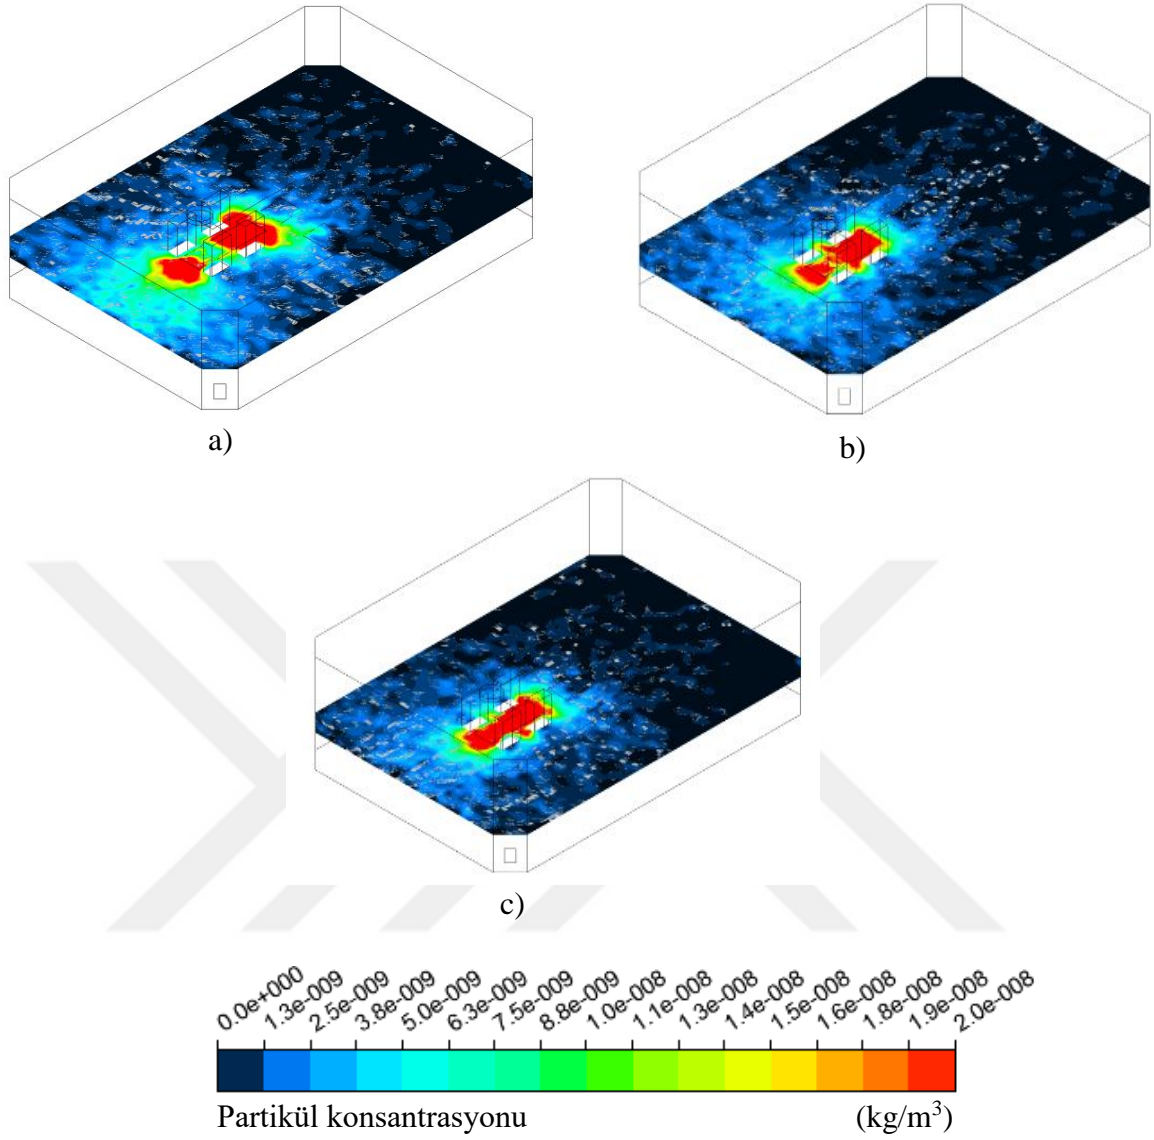 a)
b)
c)
0.0e+000
1.3e-009
2.5e-009
3.8e-009
5.0e-009
6.3e-009
7.5e-009
8.8e-009
1.0e-008
1.1e-008
1.3e-008
1.4e-008
1.5e-008
1.6e-008
1.8e-008
1.9e-008
2.0e-008
Partikül konsantrasyonu (kg/m³)